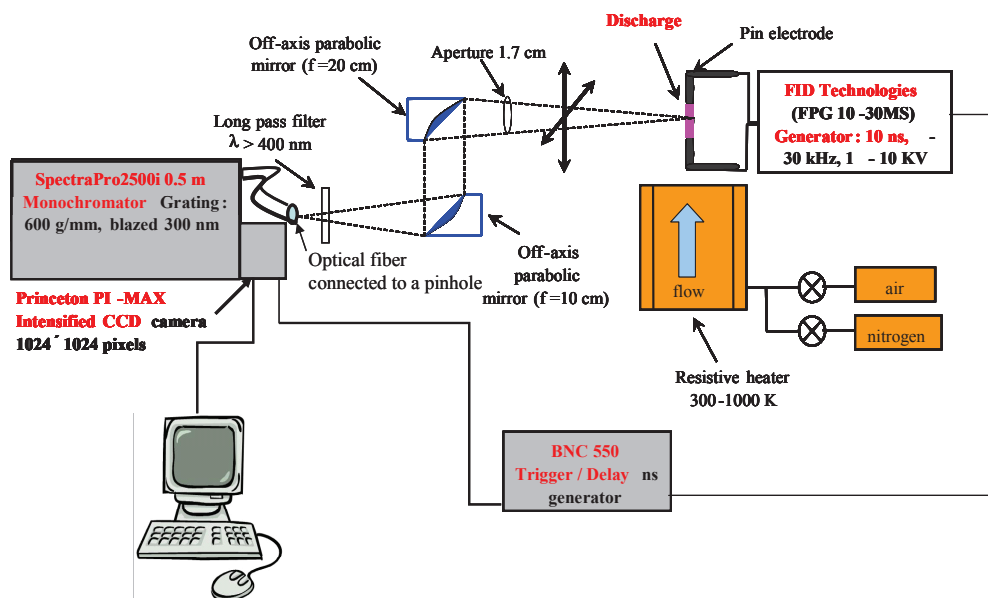 Discharge
Off-axis parabolic
mirror (f =20 cm)
Aperture 1.7 cm
Pin electrode
FID Technologies
(FPG 10 -30MS)
Generator : 10 ns, -
30 kHz, 1 - 10 KV
Long pass filter
λ > 400 nm
SpectraPro2500i 0.5 m
Monochromator Grating :
600 g/mm, blazed 300 nm
Optical fiber
connected to a pinhole
Off-axis
parabolic
mirror (f =10 cm)
flow
air
nitrogen
Princeton PI -MAX
Intensified CCD camera
1024 ´ 1024 pixels
Resistive heater
300 -1000 K
BNC 550
Trigger / Delay ns
generator